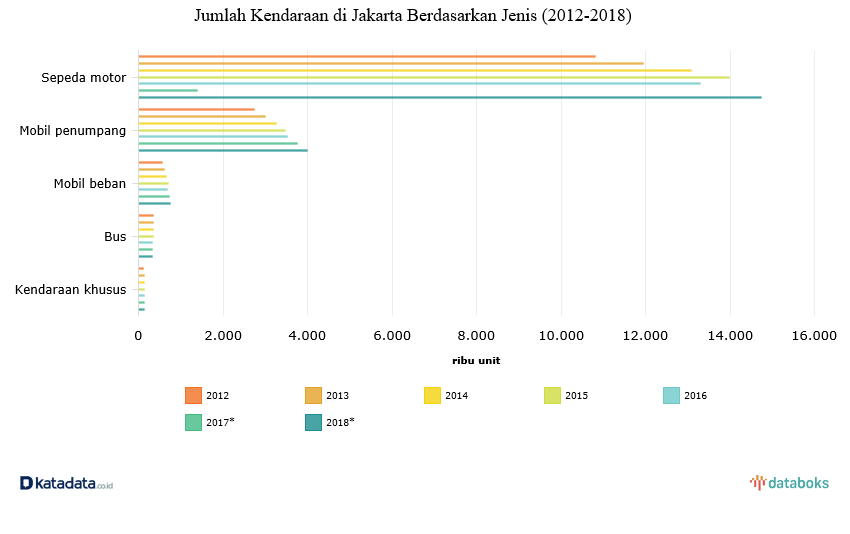 Jumlah Kendaraan di Jakarta Berdasarkan Jenis (2012-2018)
Sepeda motor
Mobil penumpang
Mobil beban
Bus
Kendaraan khusus
0 2.000 4.000 6.000 8.000 10.000 12.000 14.000 16.000
ribu unit
2012 2013 2014 2015 2016
2017* 2018*
katadata.co.id databoks